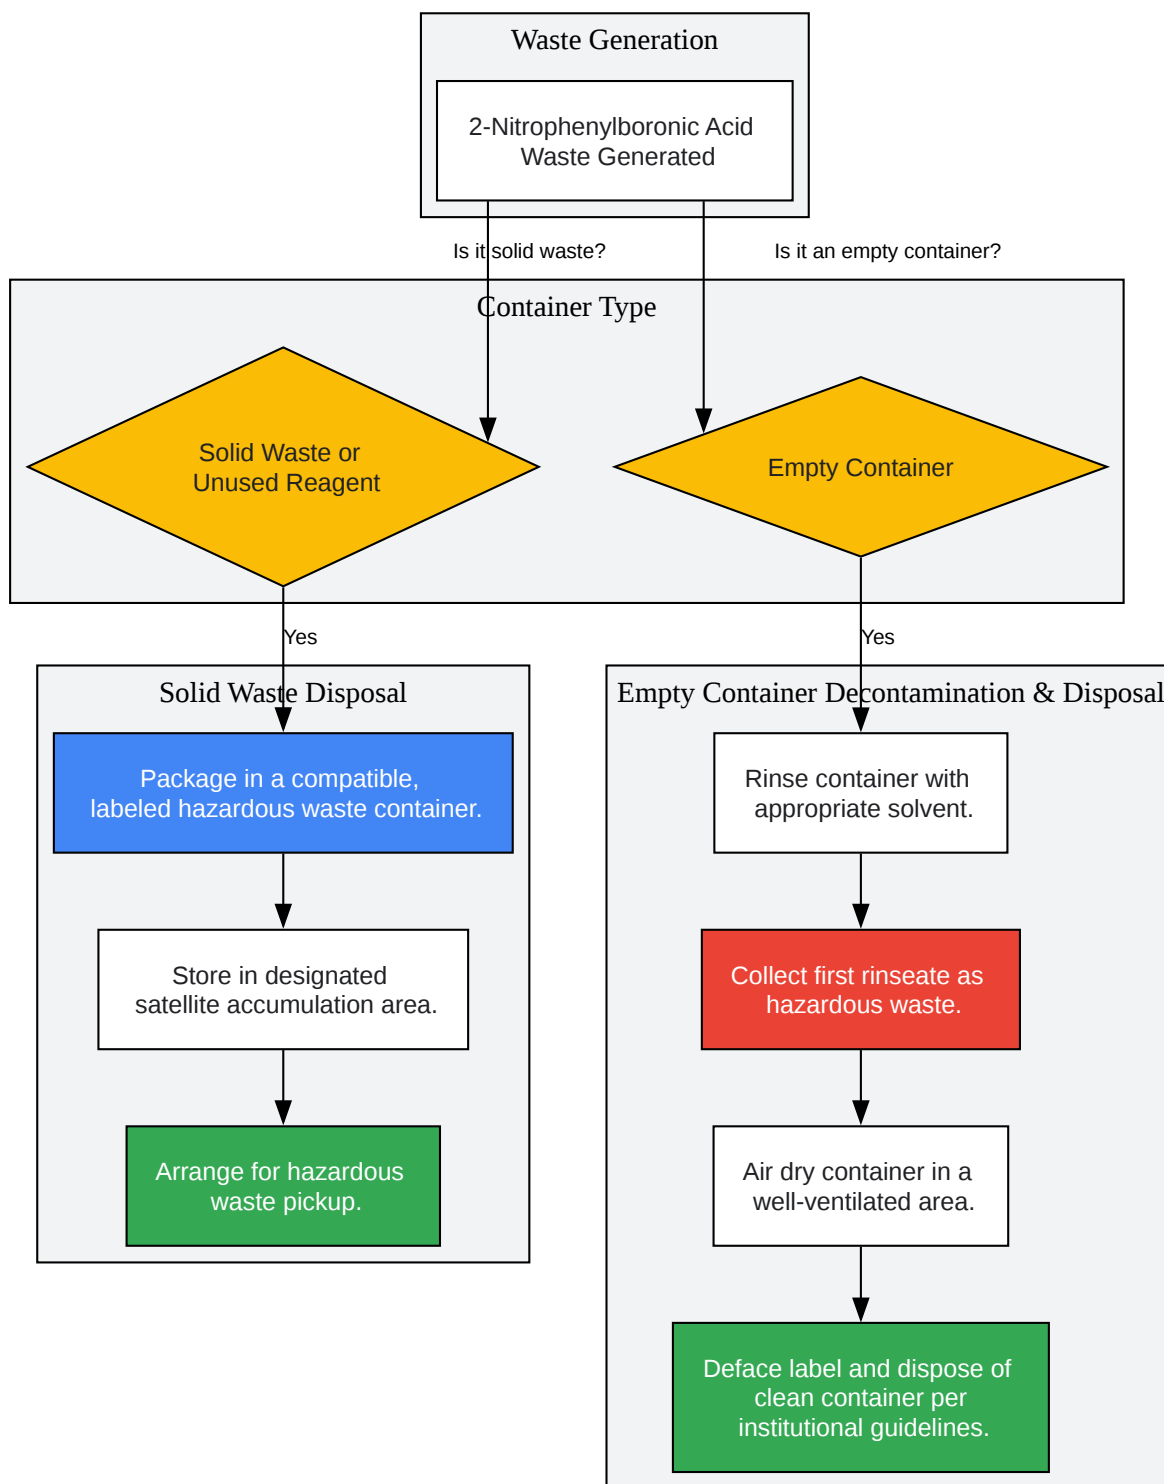 Waste Generation
2-Nitrophenylboronic Acid
Waste Generated
Is it solid waste?
Is it an empty container?
Container Type
Solid Waste or
Unused Reagent
Empty Container
Yes
Yes
Solid Waste Disposal
Package in a compatible,
labeled hazardous waste container.
Store in designated
satellite accumulation area.
Arrange for hazardous
waste pickup.
Empty Container Decontamination & Disposal
Rinse container with
appropriate solvent.
Collect first rinseate as
hazardous waste.
Air dry container in a
well-ventilated area.
Deface label and dispose of
clean container per
institutional guidelines.